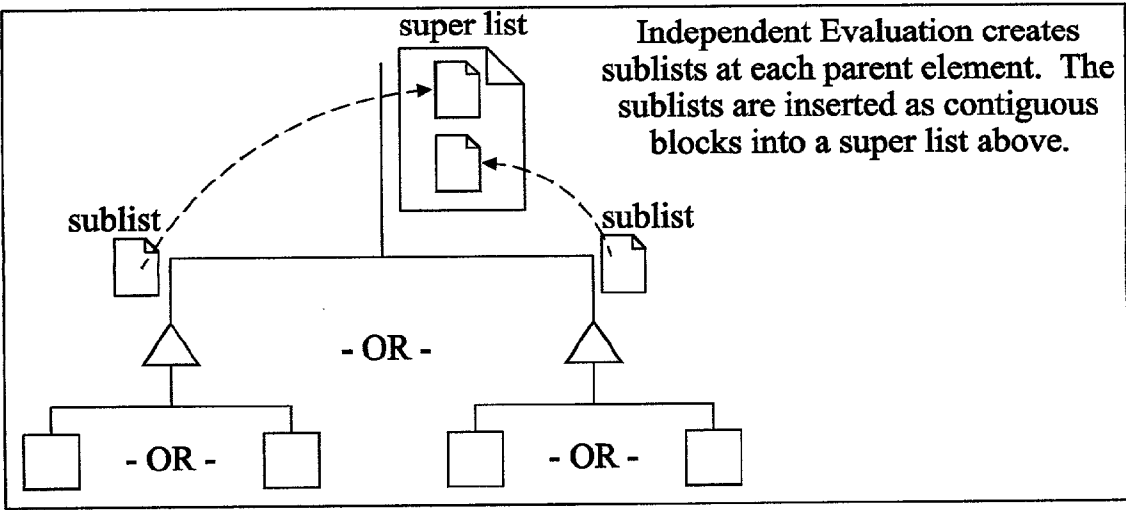 super list
Independent Evaluation creates
sublists at each parent element. The
sublists are inserted as contiguous
blocks into a super list above.
sublist
sublist
- OR -
- OR -
- OR -